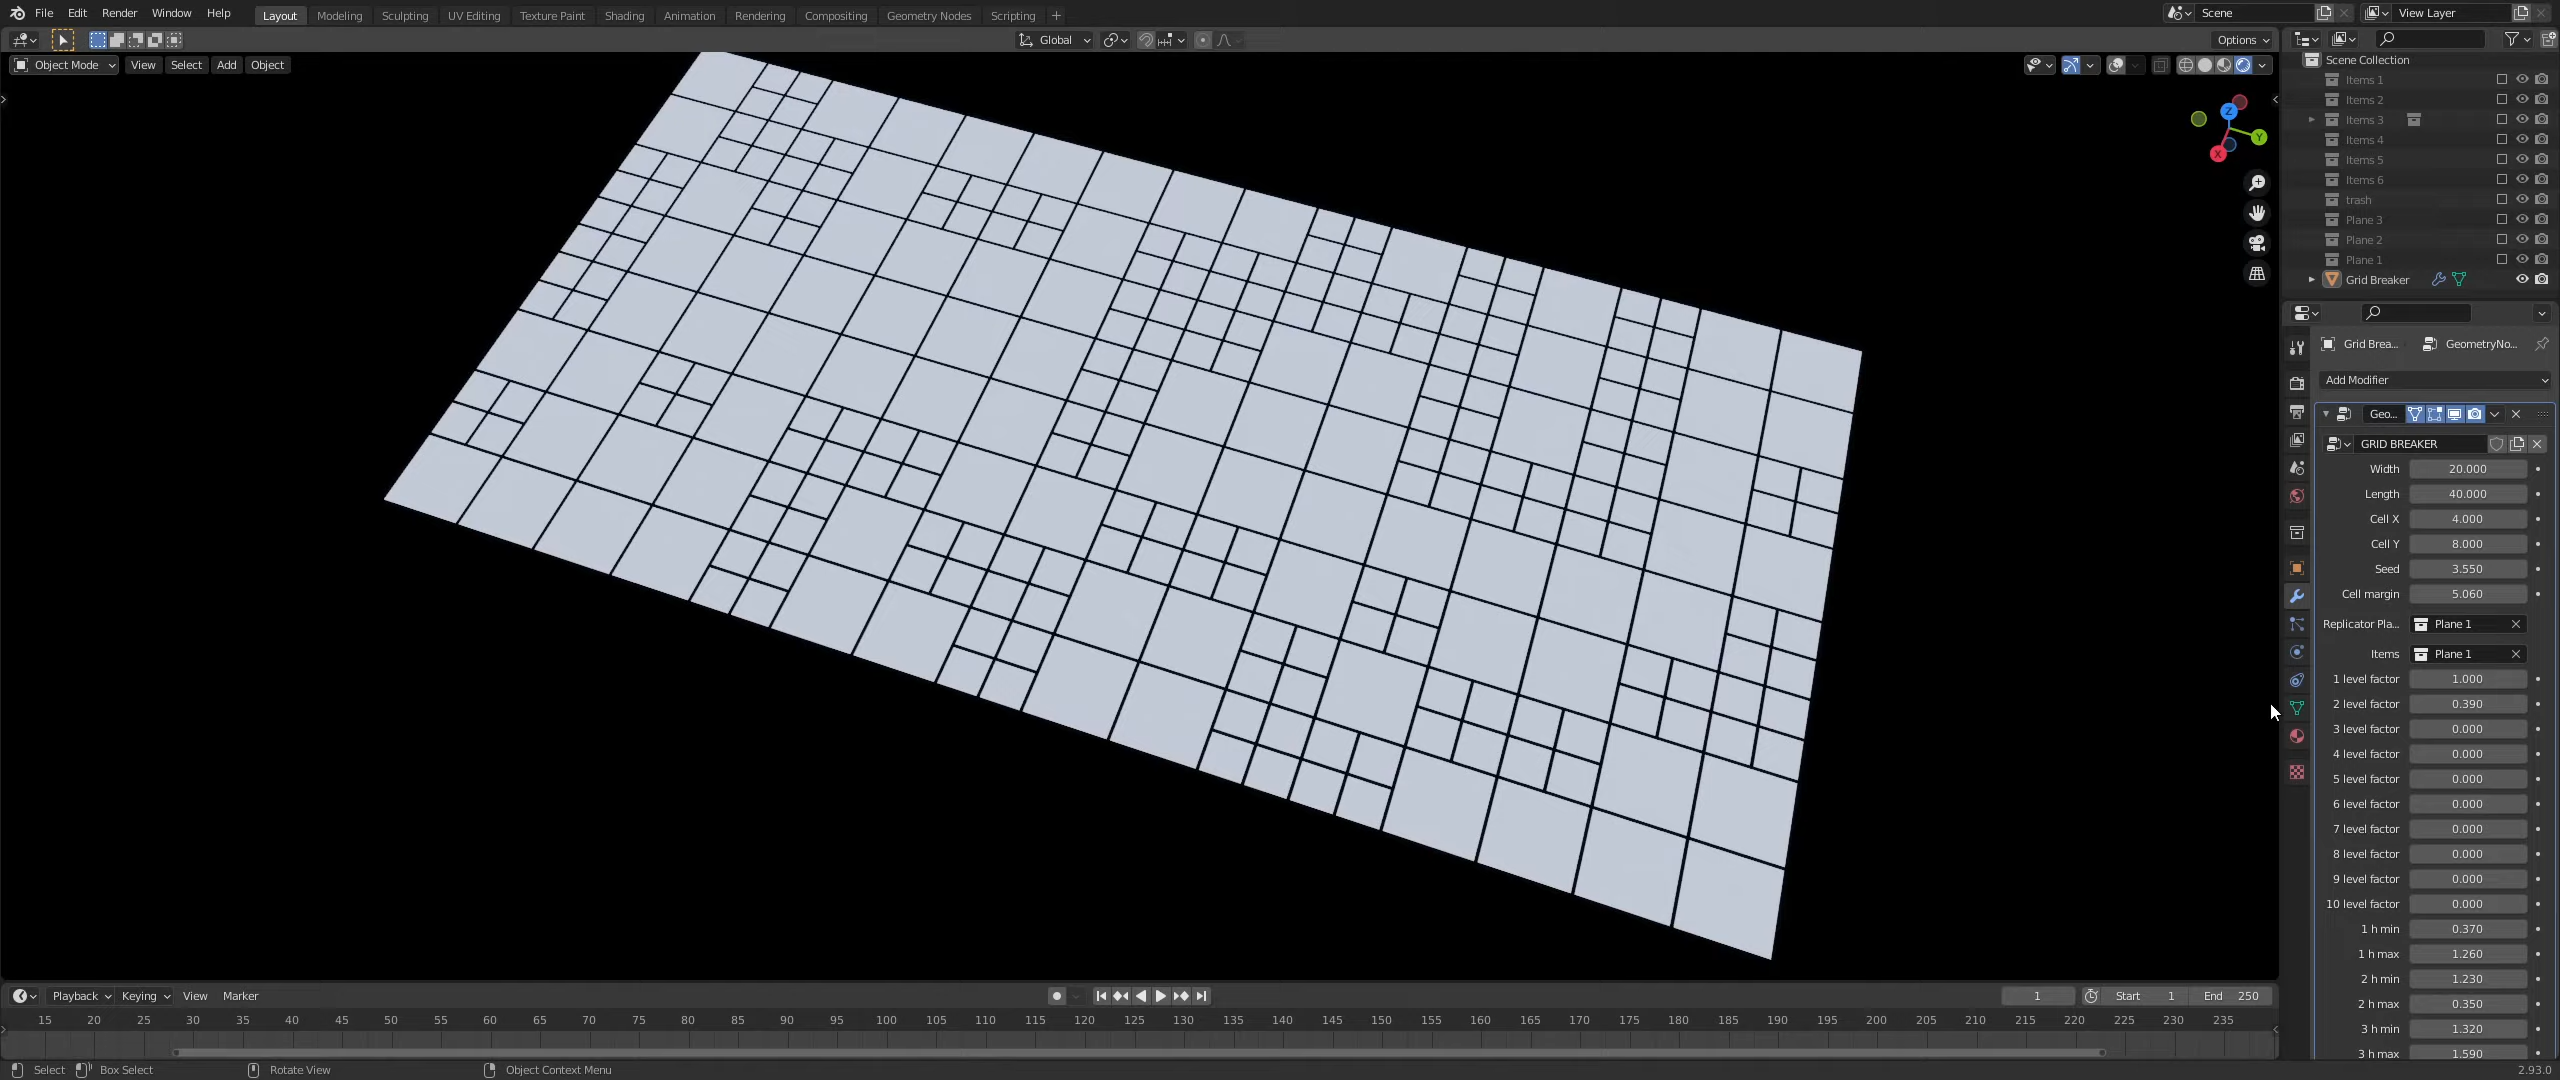 File Edit Render Window Help Layout Modeling Sculpting UV Editing Texture Paint Shading Animation Rendering Compositing Geometry Nodes Scripting + Scene View Layer
Global Options
Object Mode View Select Add Object
Scene Collection
Items 1
Items 2
Items 3
Items 4
Items 5
Items 6
trash
Plane 3
Plane 2
Plane 1
Grid Breaker
Z
Y
X
Grid Brea... GeometryNo...
Add Modifier
Geo...
GRID BREAKER
Width 20.000
Length 40.000
Cell X 4.000
Cell Y 8.000
Seed 3.550
Cell margin 5.060
Replicator Pla... Plane 1
Items Plane 1
1 level factor 1.000
2 level factor 0.390
3 level factor 0.000
4 level factor 0.000
5 level factor 0.000
6 level factor 0.000
7 level factor 0.000
8 level factor 0.000
9 level factor 0.000
10 level factor 0.000
1 h min 0.370
1 h max 1.260
2 h min 1.230
2 h max 0.350
3 h min 1.320
3 h max 1.590
Playback Keying View Marker 1 Start 1 End 250
15 20 25 30 35 40 45 50 55 60 65 70 75 80 85 90 95 100 105 110 115 120 125 130 135 140 145 150 155 160 165 170 175 180 185 190 195 200 205 210 215 220 225 230 235
Select Box Select Rotate View Object Context Menu 2.93.0